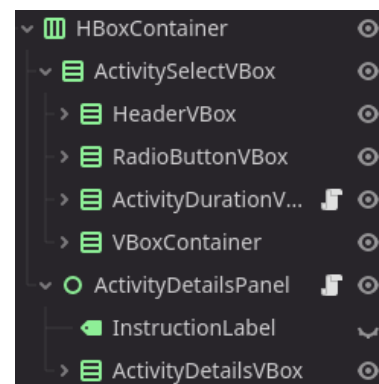 HBoxContainer
ActivitySelectVBox
HeaderVBox
RadioButtonVBox
ActivityDurationV...
VBoxContainer
ActivityDetailsPanel
InstructionLabel
ActivityDetailsVBox